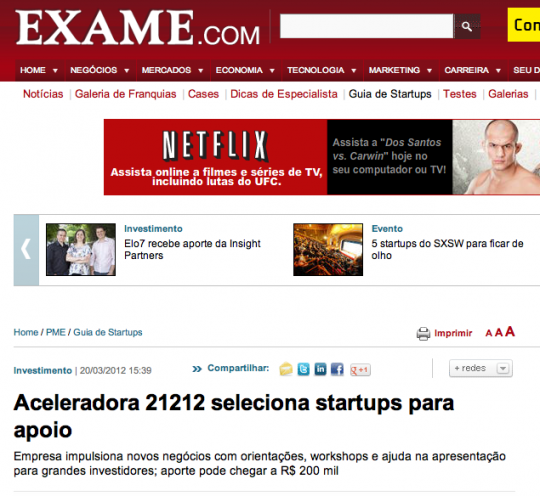 EXAME.COM
Con
HOME NEGÓCIOS MERCADOS ECONOMIA TECNOLOGIA MARKETING CARREIRA SEU D
Notícias | Galeria de Franquias | Cases | Dicas de Especialista | Guia de Startups | Testes | Galerias |
NETFLIX
Assista online a filmes e séries de TV,
incluindo lutas do UFC.
Assista a "Dos Santos
vs. Carwin" hoje no
seu computador ou TV!
Investimento
Elo7 recebe aporte da Insight
Partners
Evento
5 startups do SXSW para ficar de
olho
Home / PME / Guia de Startups
Imprimir A A A
Investimento | 20/03/2012 15:39
» Compartilhar:
+1
+ redes
Aceleradora 21212 seleciona startups para
apoio
Empresa impulsiona novos negócios com orientações, workshops e ajuda na apresentação
para grandes investidores; aporte pode chegar a R$ 200 mil